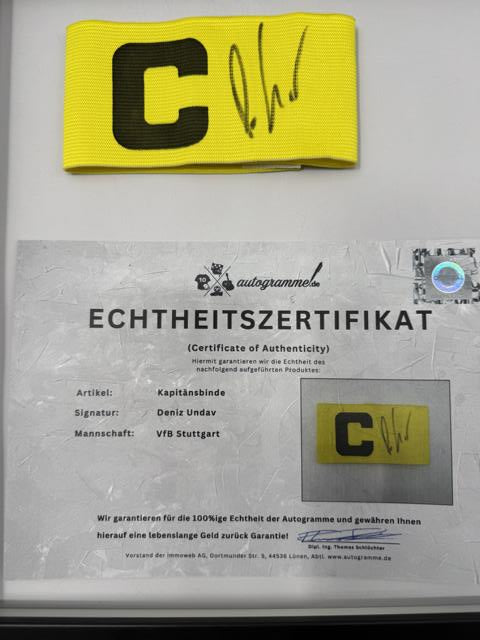 C
autogramme.de
ECHTHEITSZERTIFIKAT
(Certificate of Authenticity)
Hiermit garantieren wir die Echtheit des
nachfolgend aufgeführten Produktes:
Artikel: Kapitänsbinde
Signatur: Deniz Undav
Mannschaft: VfB Stuttgart
C
Wir garantieren für die 100%ige Echtheit der Autogramme und gewähren Ihnen
hierauf eine lebenslange Geld zurück Garantie!
Dipl. Ing. Thomas Schlüchter
Vorstand der immoweb AG, Dortmunder Str. 5, 44536 Lünen, Abtl. www.autogramme.de